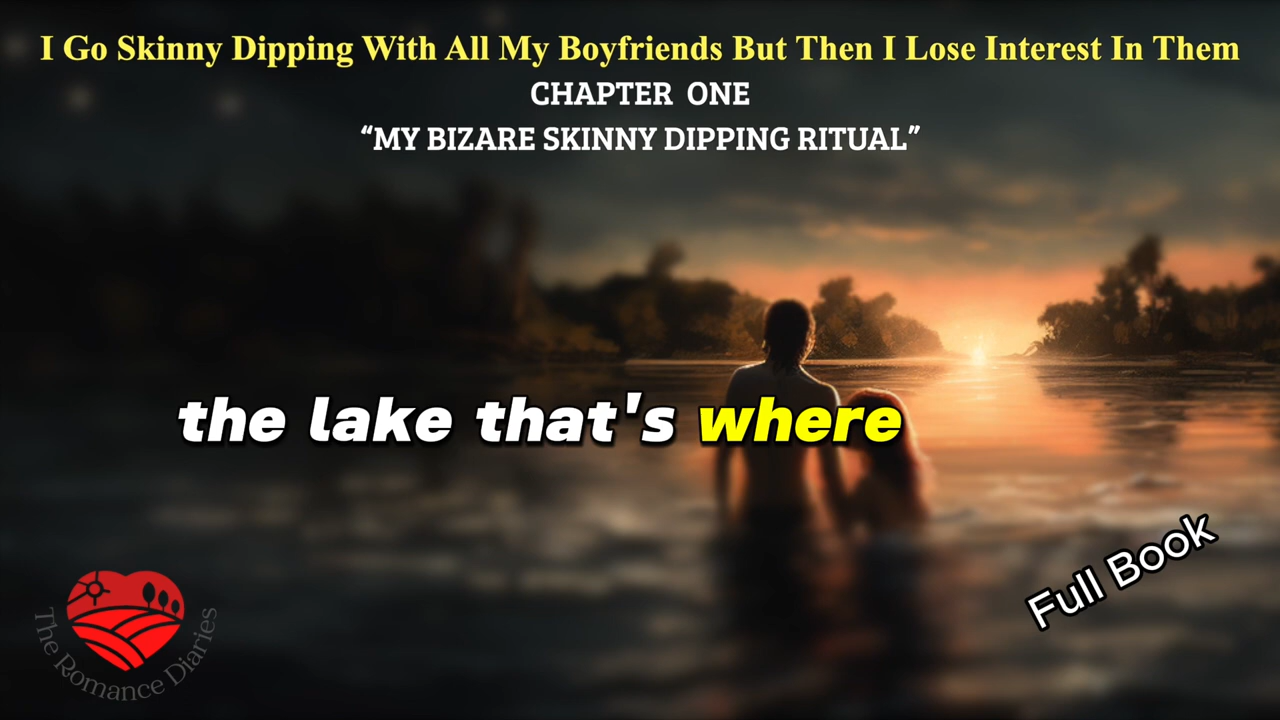 I Go Skinny Dipping With All My Boyfriends But Then I Lose Interest In Them
CHAPTER ONE
“MY BIZARE SKINNY DIPPING RITUAL”
the lake that's where
Full Book
The Romance Diaries